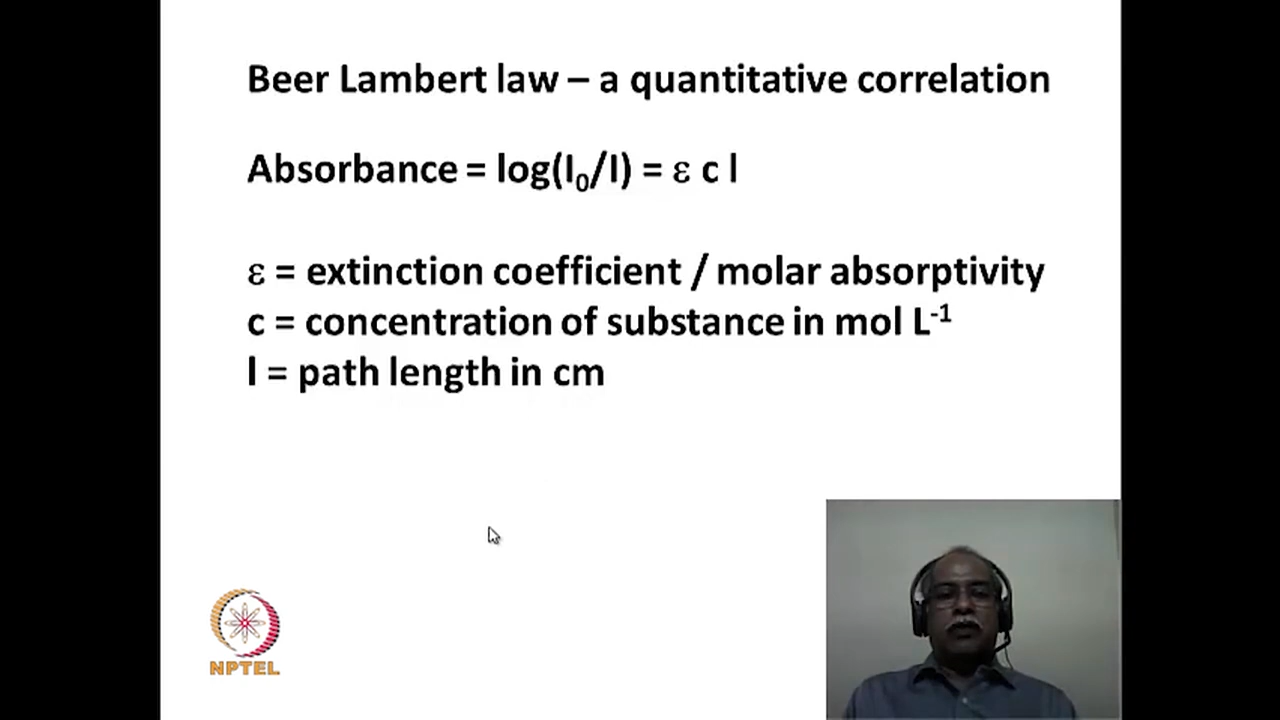 Beer Lambert law – a quantitative correlation
Absorbance = log(I₀/I) = ε c l
ε = extinction coefficient / molar absorptivity
c = concentration of substance in mol L⁻¹
l = path length in cm
NPTEL